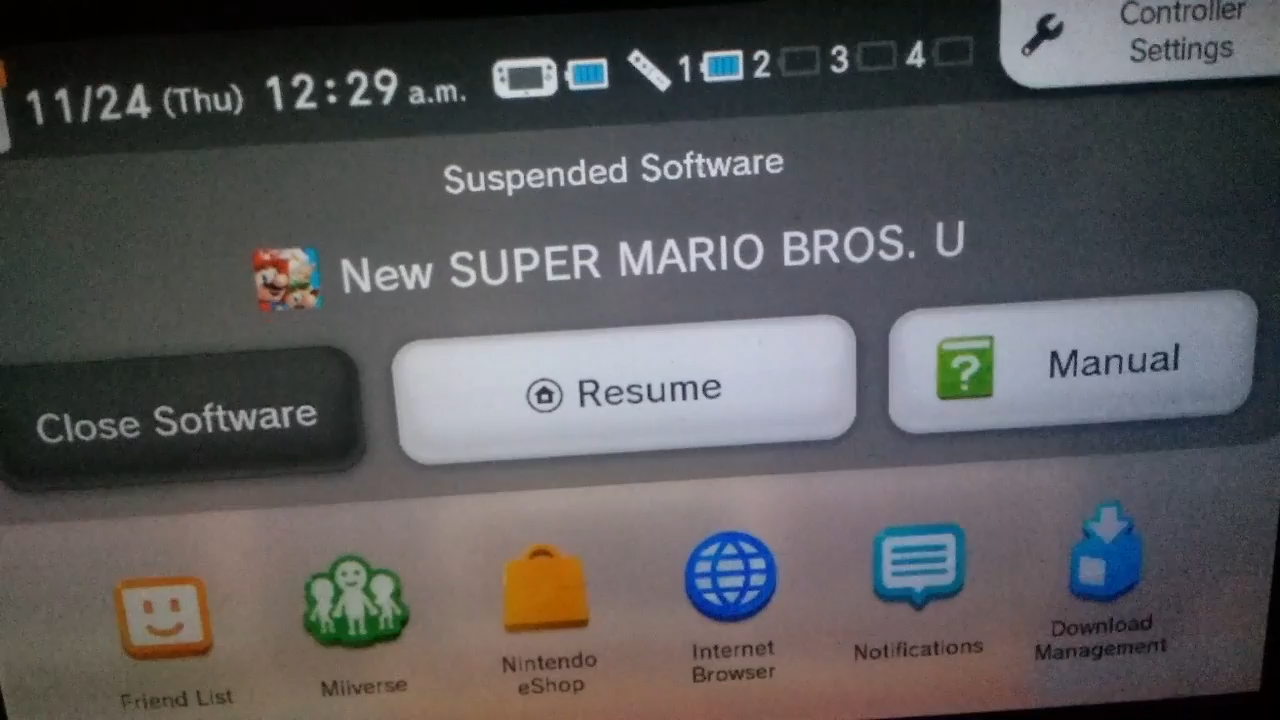 11/24 (Thu) 12:29 a.m. 1 2 3 4
Controller
Settings
Suspended Software
New SUPER MARIO BROS. U
Close Software
Resume
? Manual
Friend List
Miiverse
Nintendo
eShop
Internet
Browser
Notifications
Download
Management